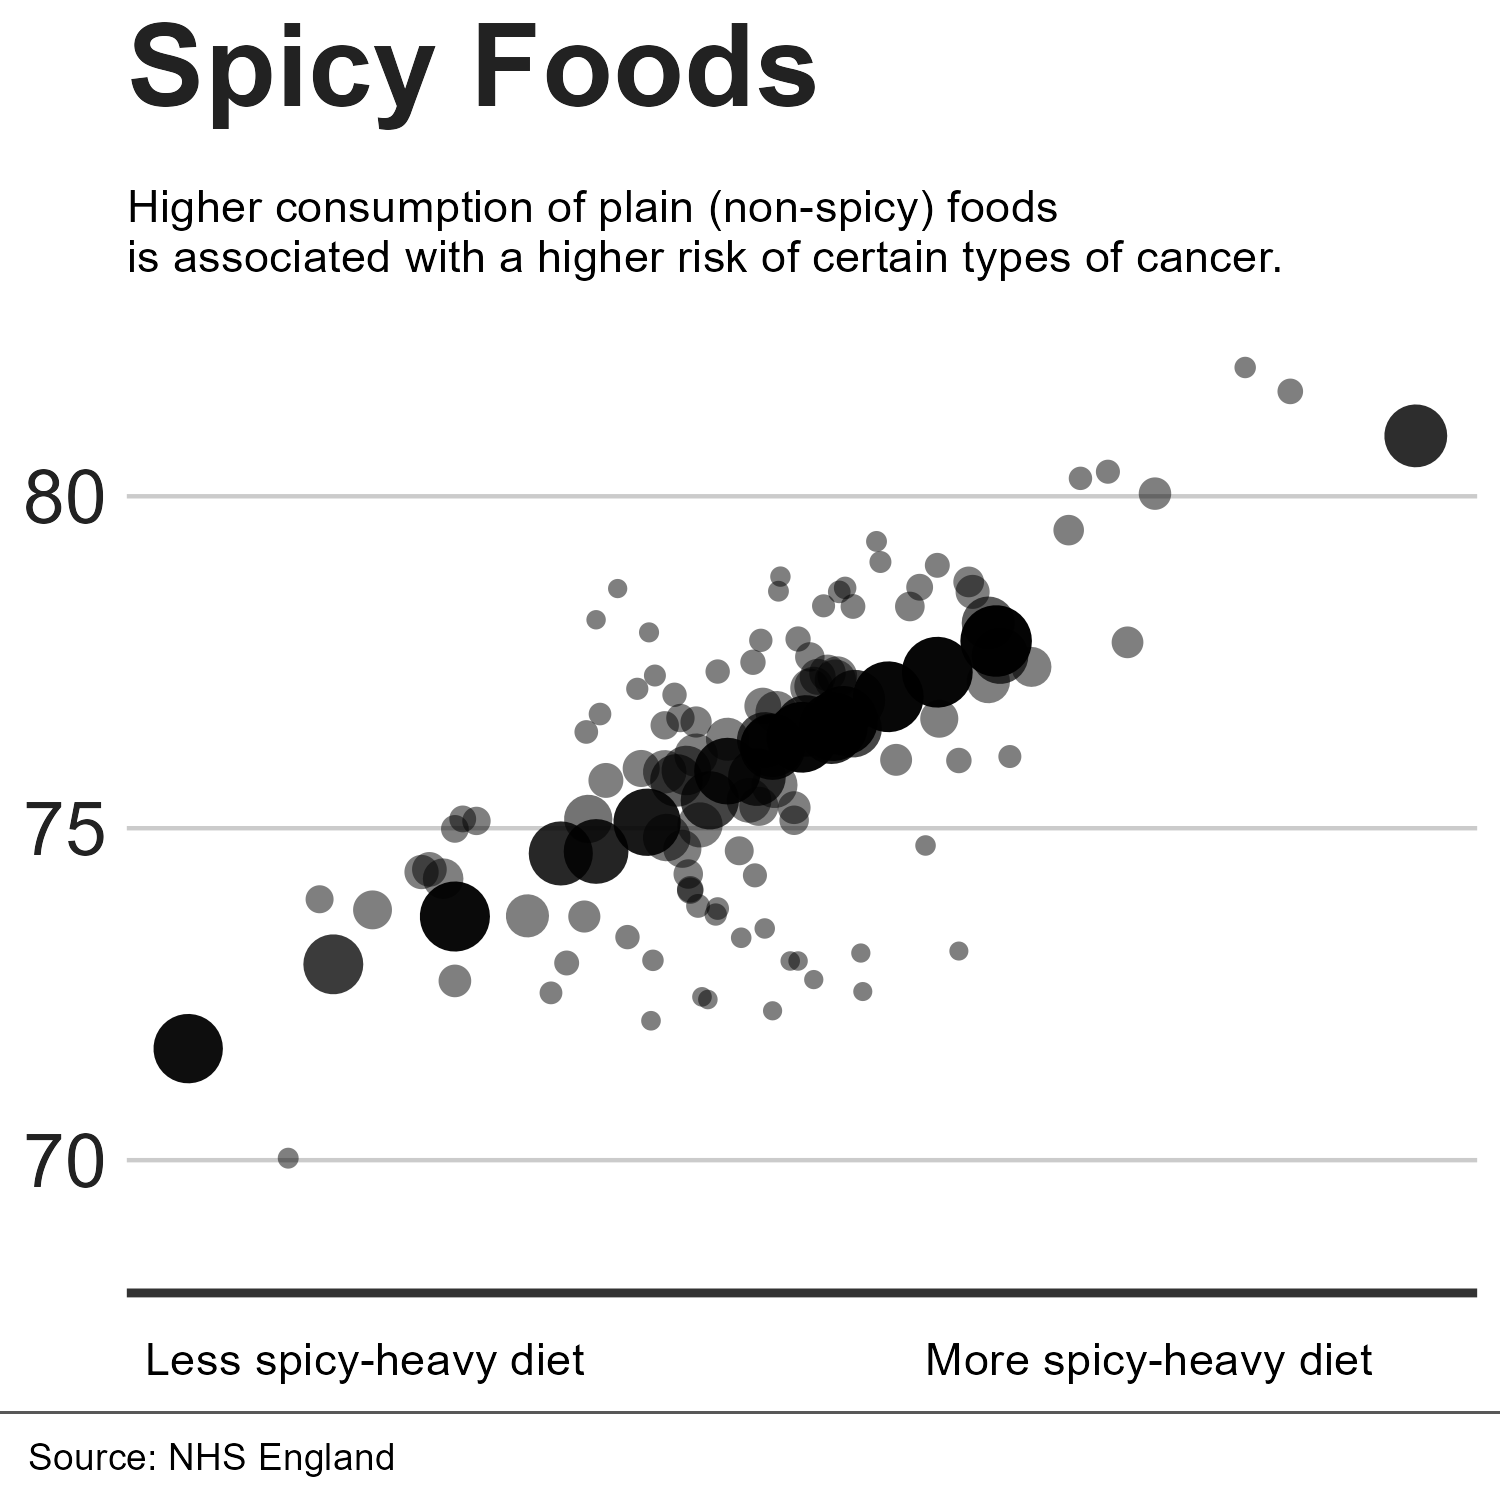 Spicy Foods
Higher consumption of plain (non-spicy) foods
is associated with a higher risk of certain types of cancer.
80
75
70
Less spicy-heavy diet
More spicy-heavy diet
Source: NHS England